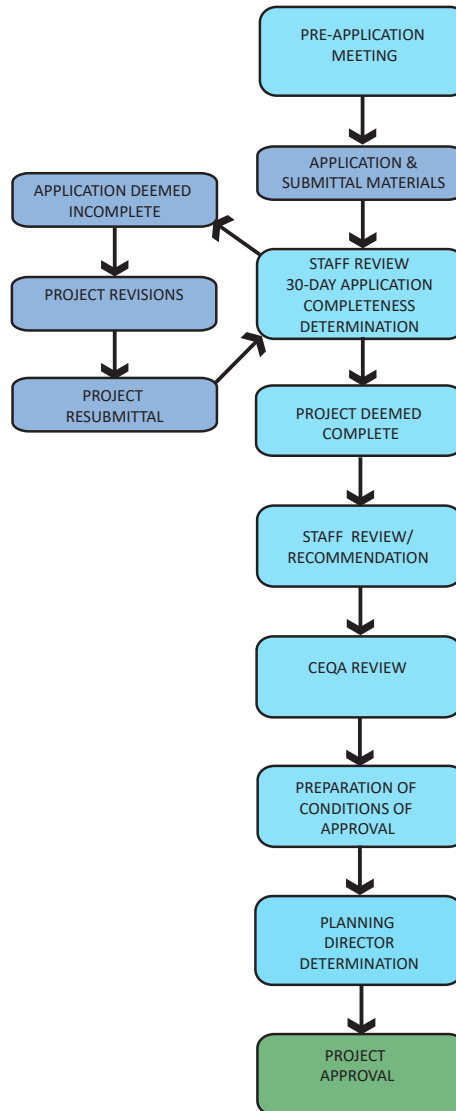 PRE-APPLICATION
MEETING
APPLICATION &
SUBMITTAL MATERIALS
APPLICATION DEEMED
INCOMPLETE
PROJECT REVISIONS
PROJECT
RESUBMITTAL
STAFF REVIEW
30-DAY APPLICATION
COMPLETENESS
DETERMINATION
PROJECT DEEMED
COMPLETE
STAFF REVIEW/
RECOMMENDATION
CEQA REVIEW
PREPARATION OF
CONDITIONS OF
APPROVAL
PLANNING
DIRECTOR
DETERMINATION
PROJECT
APPROVAL